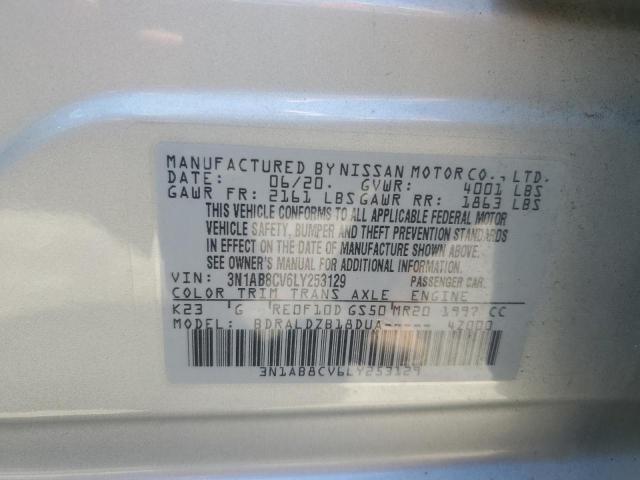 MANUFACTURED BY NISSAN MOTOR CO., LTD.
DATE: 06/20. GVWR: 4001 LBS
GAWR FR: 2161 LBS GAWR RR: 1863 LBS
THIS VEHICLE CONFORMS TO ALL APPLICABLE FEDERAL MOTOR
VEHICLE SAFETY, BUMPER AND THEFT PREVENTION STANDARDS
IN EFFECT ON THE DATE OF MANUFACTURE SHOWN ABOVE.
SEE OWNER'S MANUAL FOR ADDITIONAL INFORMATION.
VIN: 3N1AB8CV6LY253129 PASSENGER CAR.
COLOR TRIM TRANS AXLE ENGINE
K23 G RE0F10D GS50 MR20 1997 CC
MODEL: BDRALDZB18DUA----- 4Z000
3N1AB8CV6LY253129